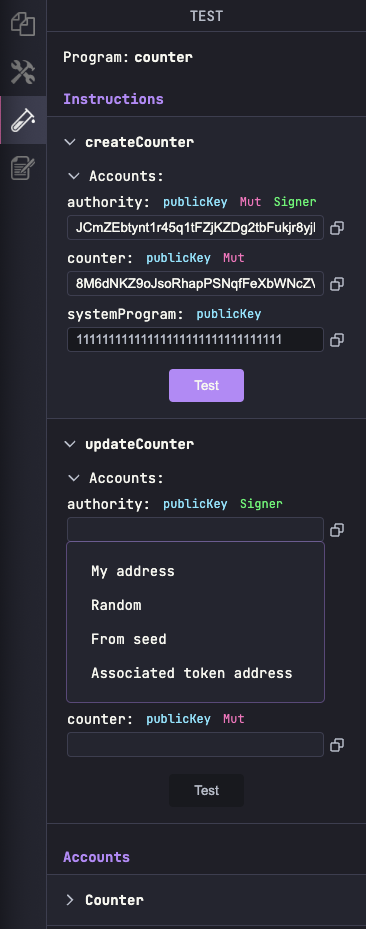 TEST
Program: counter
Instructions
createCounter
Accounts:
authority: publicKey Mut Signer
JCmZEbtynt1r45q1tFZjKZDg2tbFukjr8yj
counter: publicKey Mut
8M6dNKZ9oJsoRhapPSNqfFeXbWNcZV
systemProgram: publicKey
11111111111111111111111111111111
Test
updateCounter
Accounts:
authority: publicKey Signer
My address
Random
From seed
Associated token address
counter: publicKey Mut
Test
Accounts
Counter